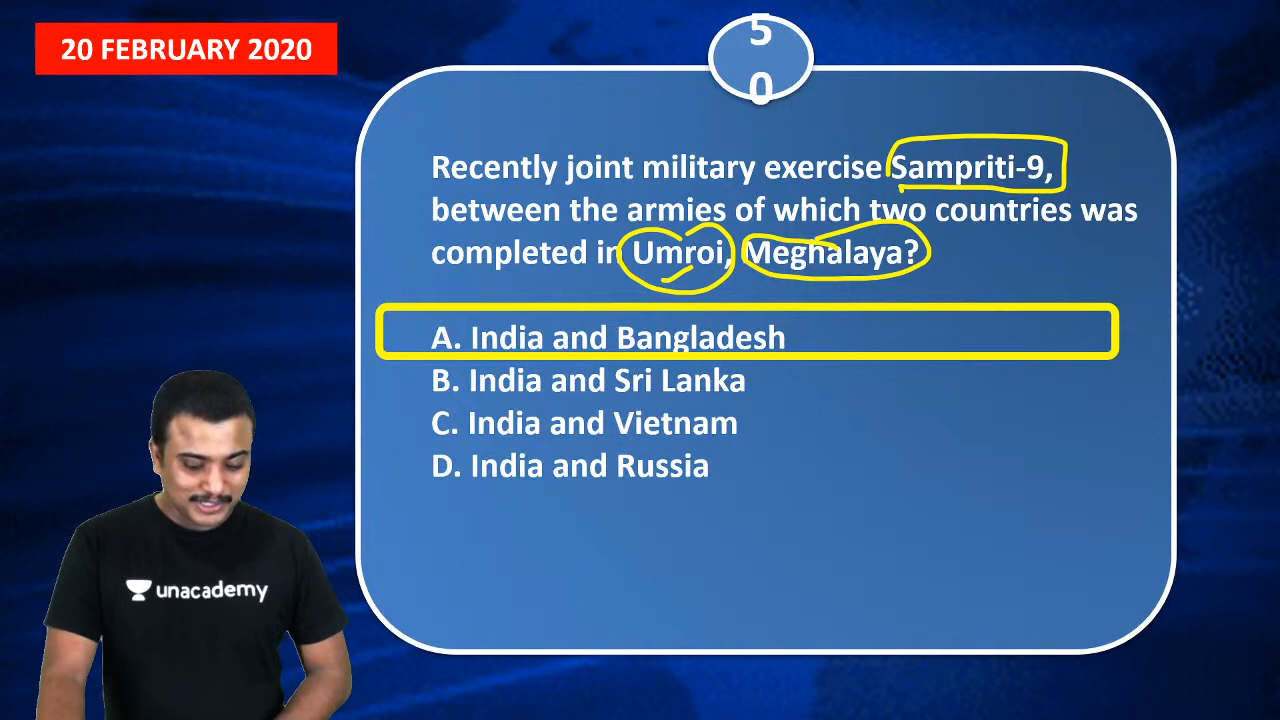 20 FEBRUARY 2020
5
0
Recently joint military exercise Sampriti-9,
between the armies of which two countries was
completed in Umroi, Meghalaya?
A. India and Bangladesh
B. India and Sri Lanka
C. India and Vietnam
D. India and Russia
unacademy